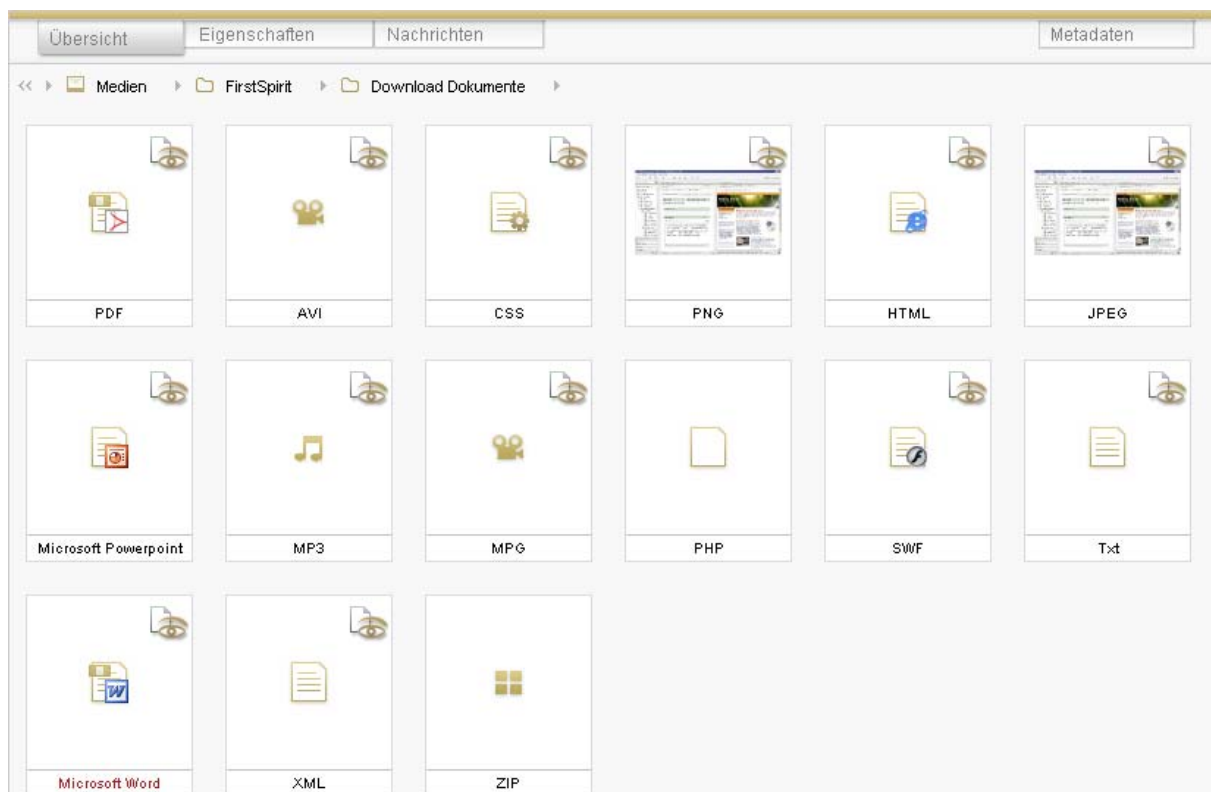 Übersicht Eigenschaften Nachrichten Metadaten
Medien FirstSpirit Download Dokumente
PDF AVI CSS PNG HTML JPEG
Microsoft Powerpoint MP3 MPG PHP SWF Txt
Microsoft Word XML ZIP